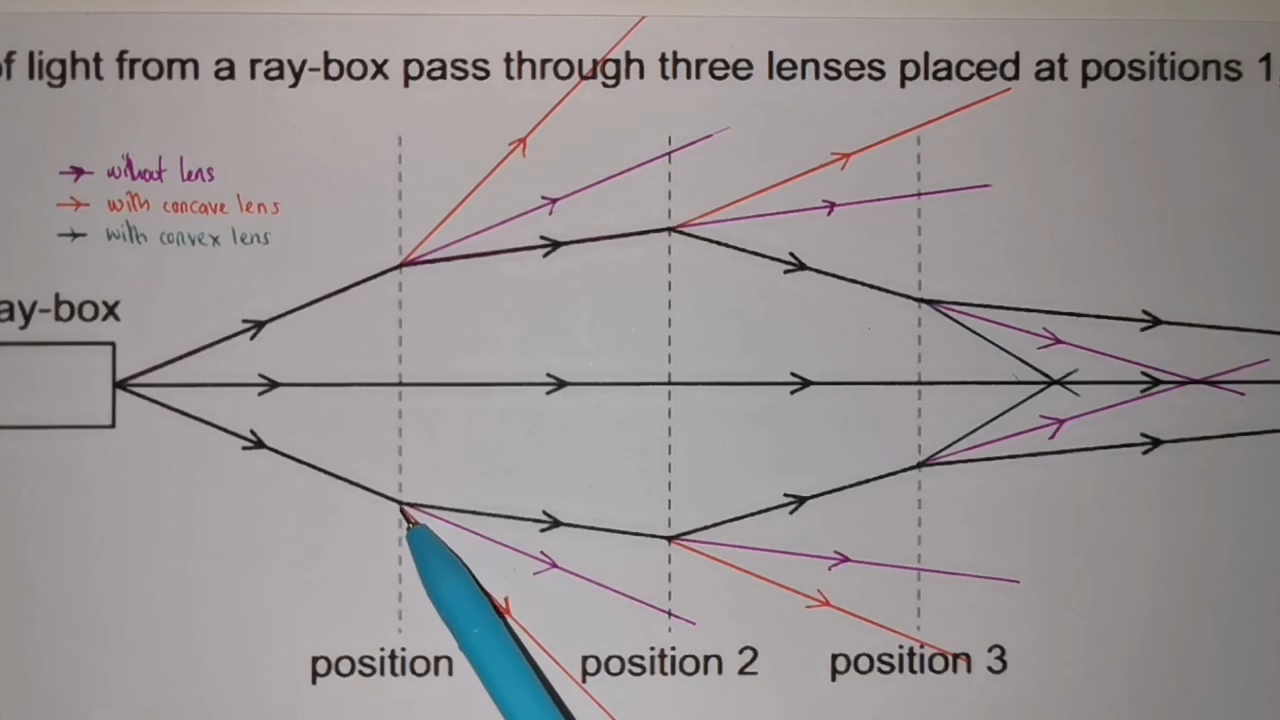 of light from a ray-box pass through three lenses placed at positions 1
without lens
with concave lens
with convex lens
ay-box
position
position 2
position 3